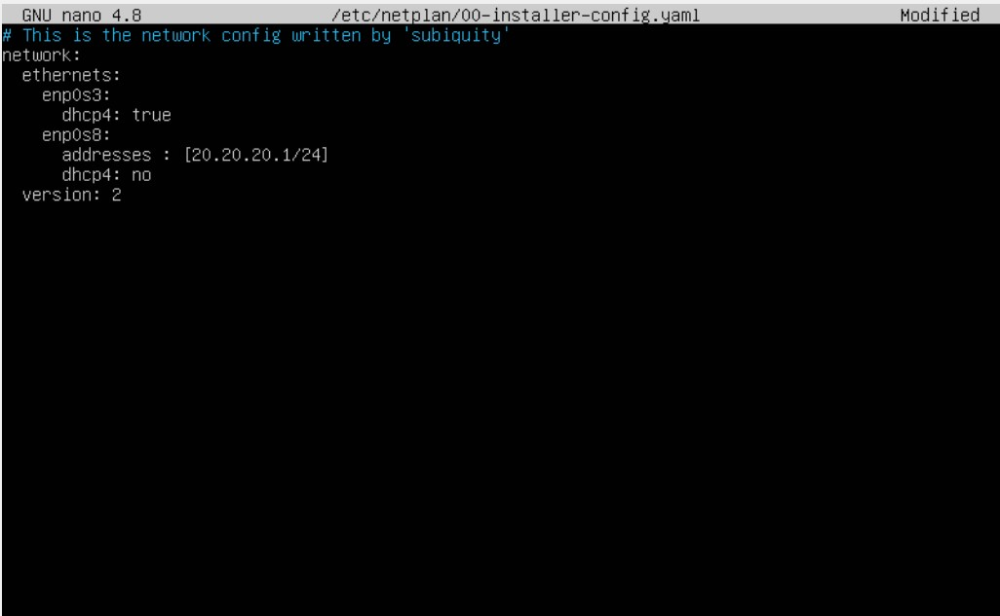 GNU nano 4.8 /etc/netplan/00-installer-config.yaml Modified
# This is the network config written by 'subiquity'
network:
  ethernets:
    enp0s3:
      dhcp4: true
    enp0s8:
      addresses : [20.20.20.1/24]
      dhcp4: no
  version: 2